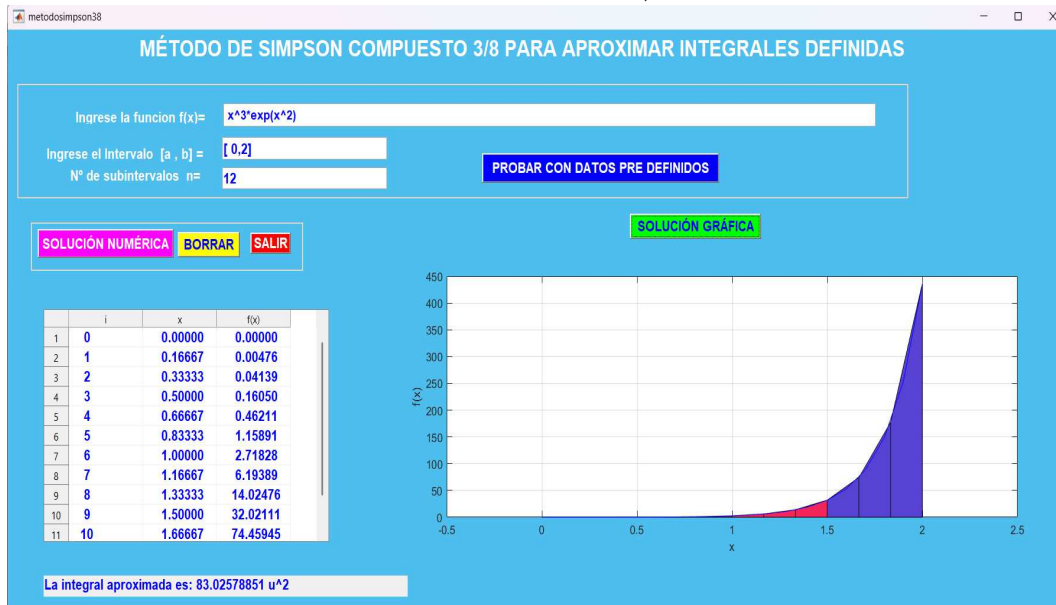 metodosimpson38
MÉTODO DE SIMPSON COMPUESTO 3/8 PARA APROXIMAR INTEGRALES DEFINIDAS
Ingrese la funcion f(x)= x^3*exp(x^2)
Ingrese el Intervalo [a , b] = [ 0,2]
Nº de subintervalos n= 12
PROBAR CON DATOS PRE DEFINIDOS
SOLUCIÓN NUMÉRICA BORRAR SALIR
SOLUCIÓN GRÁFICA
i x f(x)
1 0 0.00000 0.00000
2 1 0.16667 0.00476
3 2 0.33333 0.04139
4 3 0.50000 0.16050
5 4 0.66667 0.46211
6 5 0.83333 1.15891
7 6 1.00000 2.71828
8 7 1.16667 6.19389
9 8 1.33333 14.02476
10 9 1.50000 32.02111
11 10 1.66667 74.45945
450
400
350
300
250
200
150
100
50
0
f(x)
-0.5 0 0.5 1 1.5 2 2.5
x
La integral aproximada es: 83.02578851 u^2